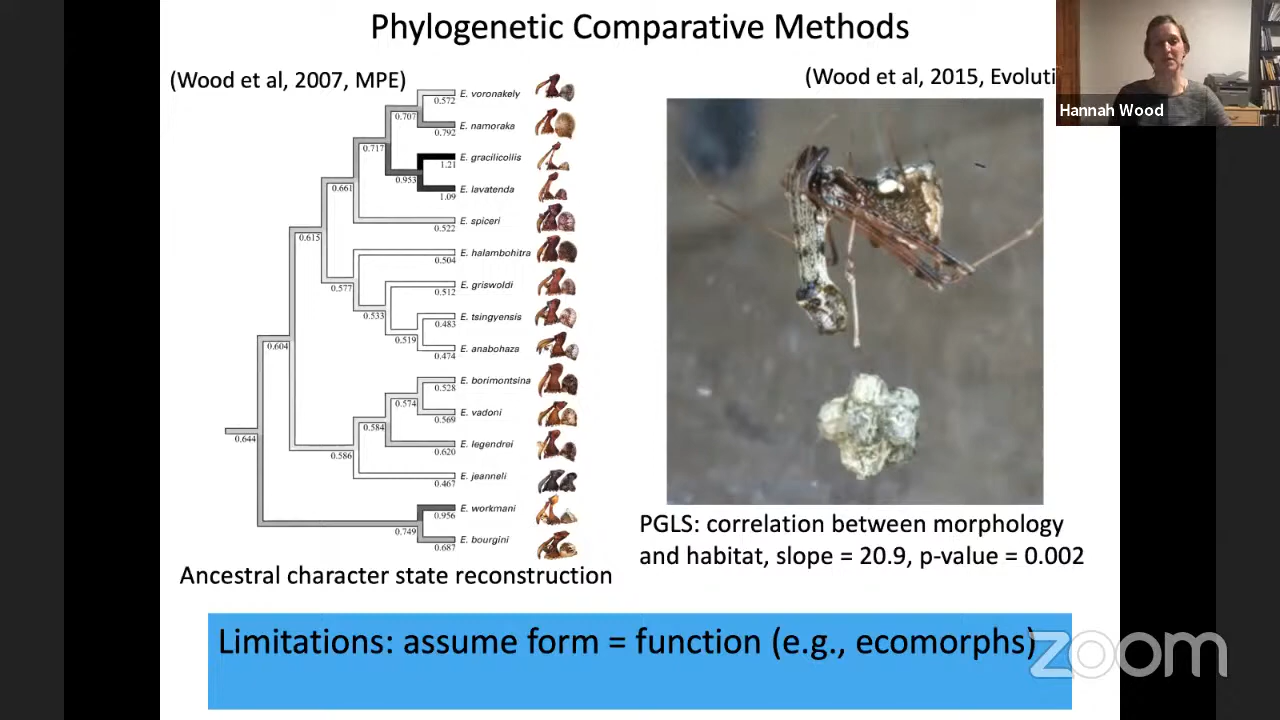 Phylogenetic Comparative Methods
(Wood et al, 2007, MPE)
(Wood et al, 2015, Evoluti
Hannah Wood
E. voronakely
0.572
0.707
E. namoraka
0.792
0.717
E. gracilicollis
1.21
0.953
E. lavatenda
1.09
0.661
E. spiceri
0.522
0.615
E. halambohitra
0.504
0.577
E. griswoldi
0.512
0.533
E. tsingyensis
0.483
0.519
E. anabohaza
0.474
0.604
E. borimontsina
0.528
0.574
E. vadoni
0.569
0.584
E. legendrei
0.620
0.586
E. jeanneli
0.467
0.644
E. workmani
0.956
0.749
E. bourgini
0.687
Ancestral character state reconstruction
PGLS: correlation between morphology
and habitat, slope = 20.9, p-value = 0.002
Limitations: assume form = function (e.g., ecomorphs)
zoom